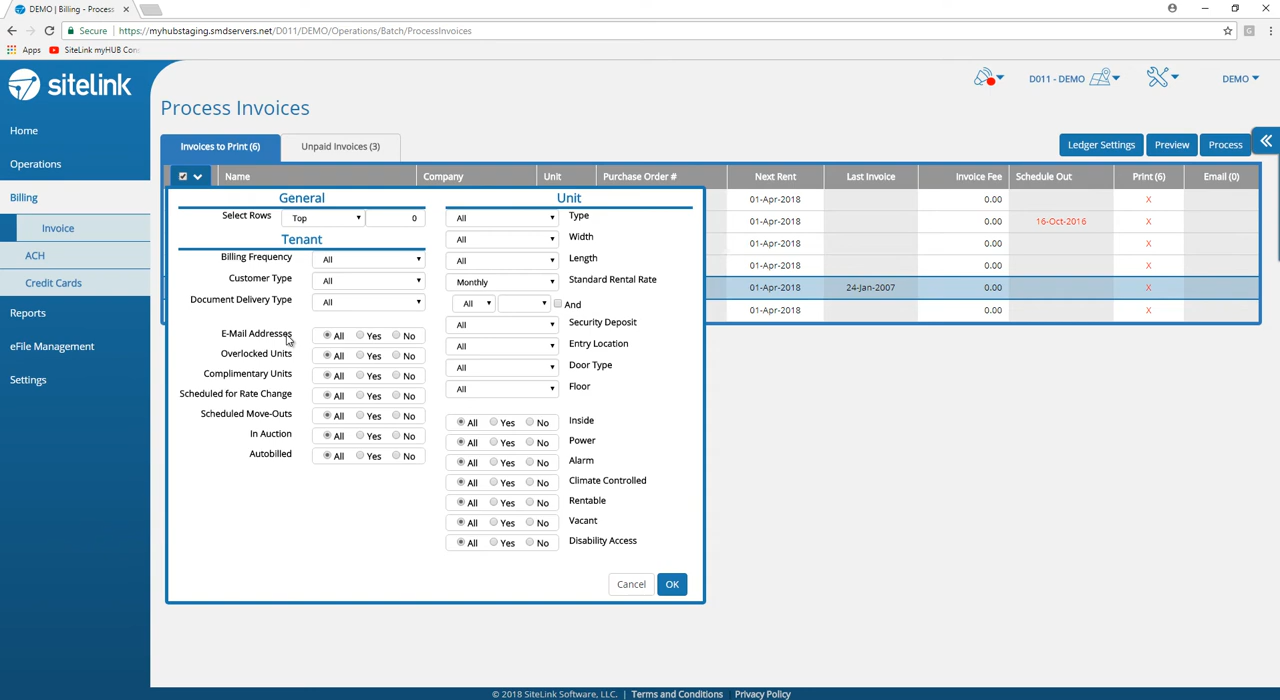 DEMO | Billing - Process
Secure https://myhubstaging.smdservers.net/D011/DEMO/Operations/Batch/ProcessInvoices
Apps SiteLink myHUB Con
sitelink
D011 - DEMO
DEMO
Process Invoices
Home
Operations
Billing
Invoice
ACH
Credit Cards
Reports
eFile Management
Settings
Invoices to Print (6) Unpaid Invoices (3) Ledger Settings Preview Process
Name Company Unit Purchase Order # Next Rent Last Invoice Invoice Fee Schedule Out Print (6) Email (0)
01-Apr-2018 0.00 X
01-Apr-2018 0.00 16-Oct-2016 X
01-Apr-2018 0.00 X
01-Apr-2018 0.00 X
01-Apr-2018 24-Jan-2007 0.00 X
01-Apr-2018 0.00 X
General
Select Rows Top 0
Tenant
Billing Frequency All
Customer Type All
Document Delivery Type All
E-Mail Addresses All Yes No
Overlocked Units All Yes No
Complimentary Units All Yes No
Scheduled for Rate Change All Yes No
Scheduled Move-Outs All Yes No
In Auction All Yes No
Autobilled All Yes No
Unit
All Type
All Width
All Length
Monthly Standard Rental Rate
All And
All Security Deposit
All Entry Location
All Door Type
All Floor
All Yes No Inside
All Yes No Power
All Yes No Alarm
All Yes No Climate Controlled
All Yes No Rentable
All Yes No Vacant
All Yes No Disability Access
Cancel OK
© 2018 SiteLink Software, LLC. | Terms and Conditions | Privacy Policy